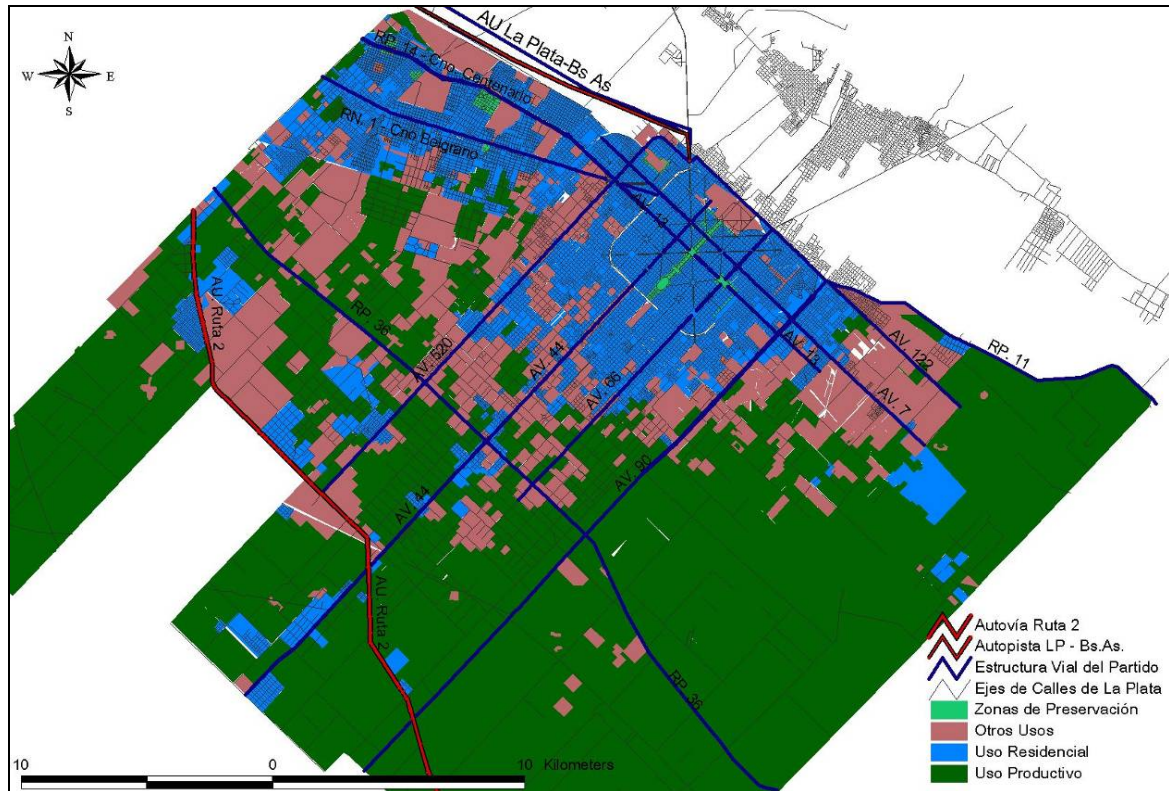 N
W E
S
AU La Plata-Bs As
RP. 14 - Cno. Centenario
RN. 1 - Cno Belgrano
AV. 13
AU. Ruta 2
RP. 36
AV. 520
AV. 44
AV. 66
AV. 13
AV. 122
AV. 7
RP. 11
AV. 90
AV. 44
AU. Ruta 2
RP. 36
Autovía Ruta 2
Autopista LP - Bs.As.
Estructura Vial del Partido
Ejes de Calles de La Plata
Zonas de Preservación
Otros Usos
Uso Residencial
Uso Productivo
10 0 10 Kilometers